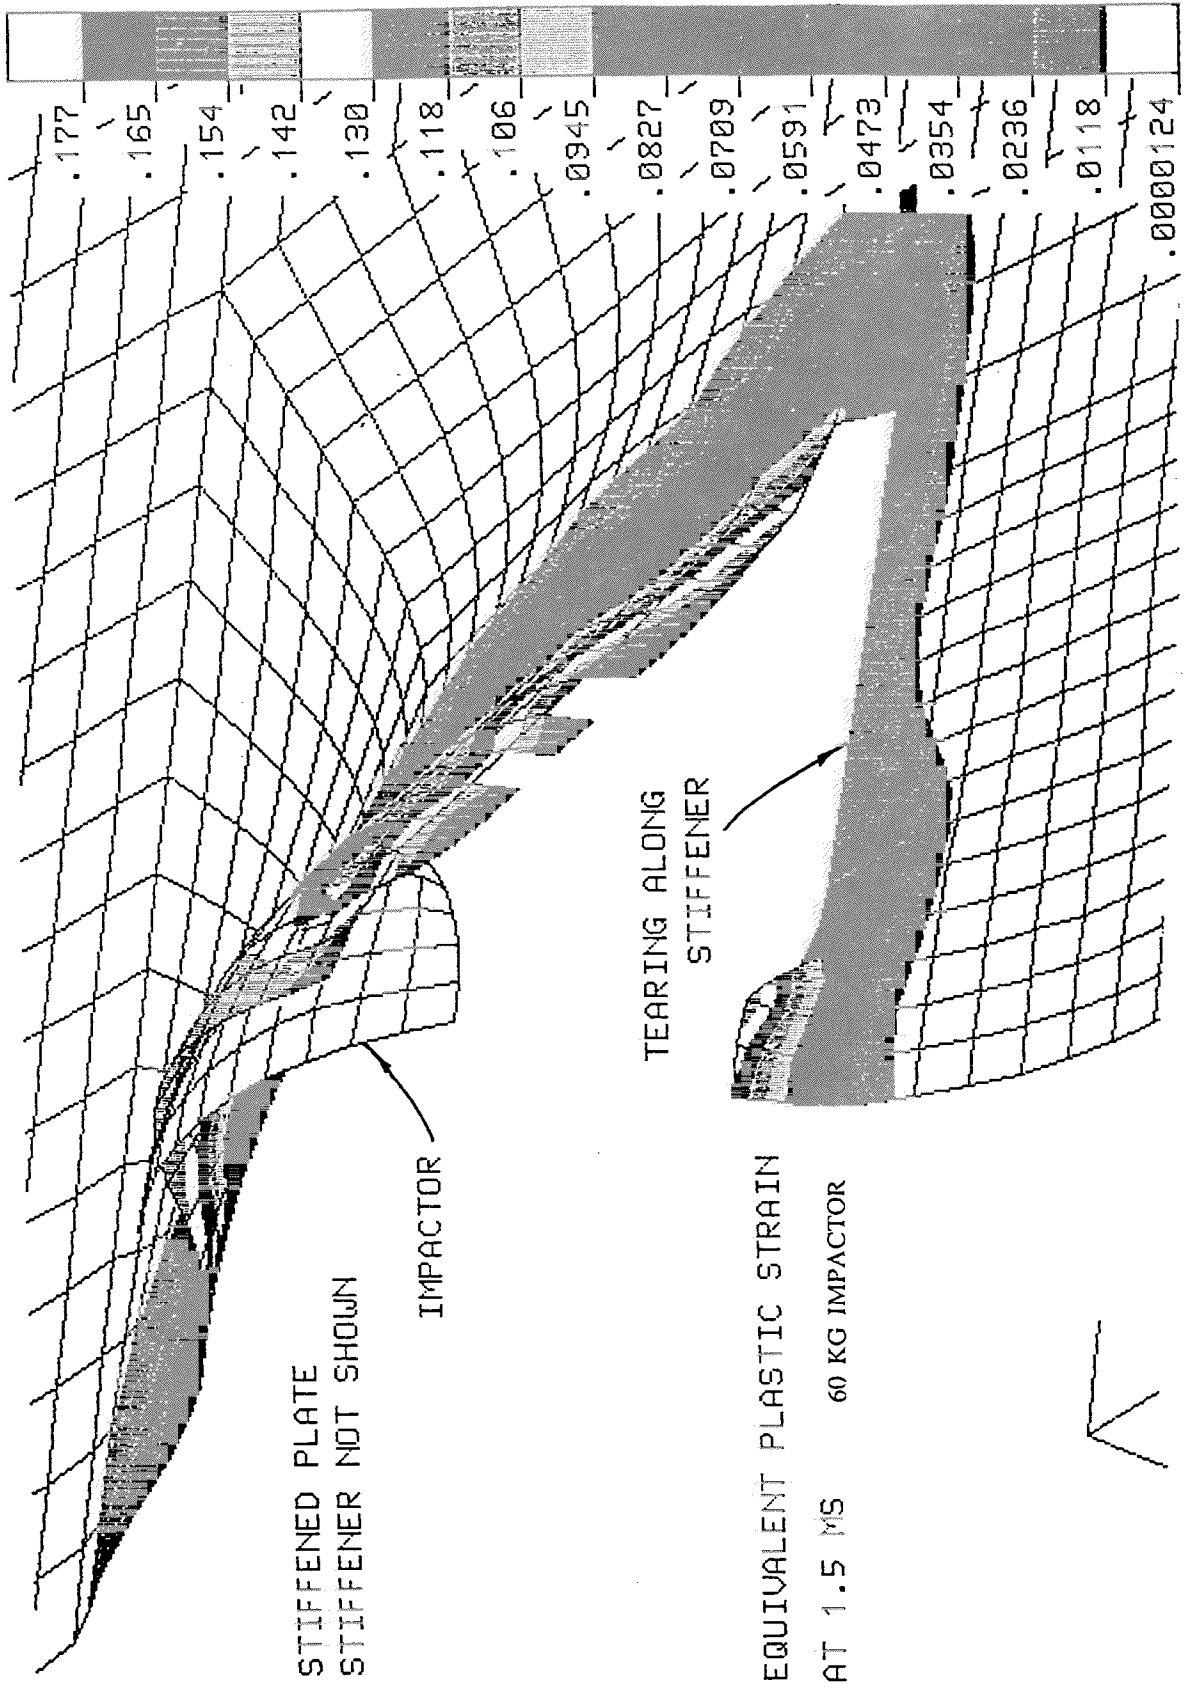 STIFFENED PLATE
STIFFENER NOT SHOWN
IMPACTOR
TEARING ALONG
STIFFENER
EQUIVALENT PLASTIC STRAIN
AT 1.5 MS
60 KG IMPACTOR
.177
.165
.154
.142
.130
.118
.106
.0945
.0827
.0709
.0591
.0473
.0354
.0236
.0118
.0000124